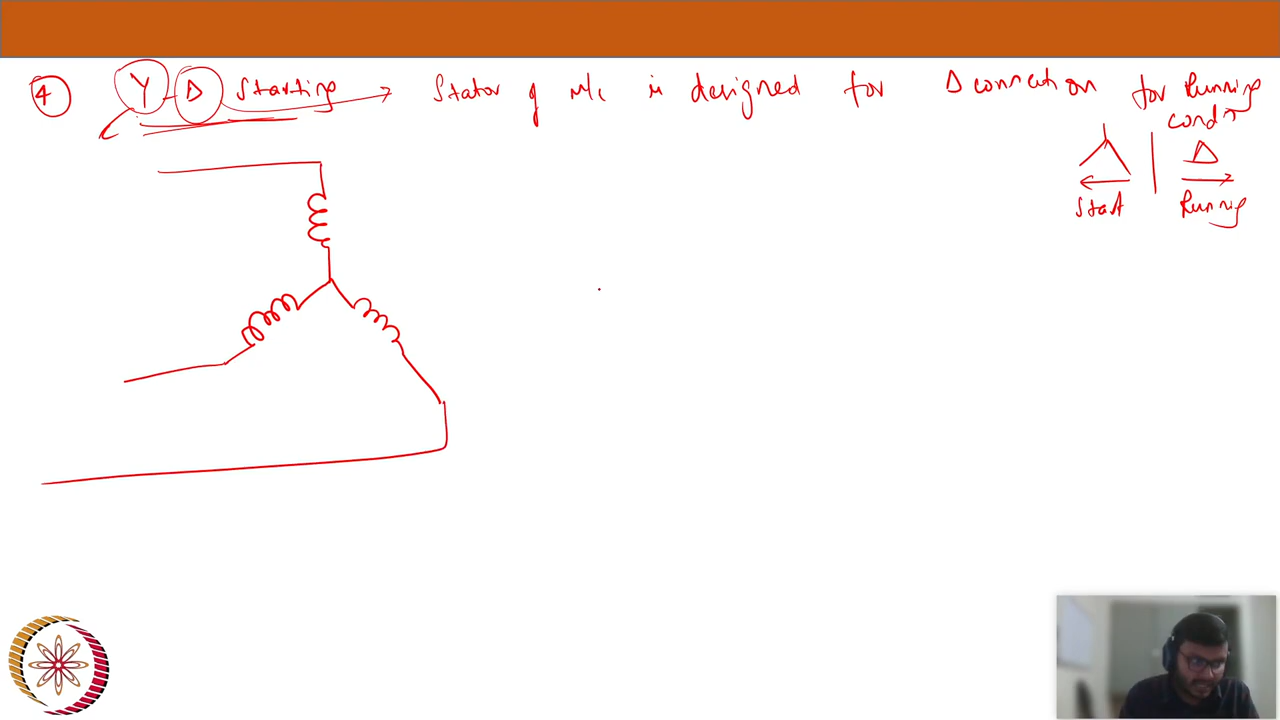 4 Y-Δ Starting → Stator of m/c is designed for Δ connection for Running
condⁿ
Start Δ
Running